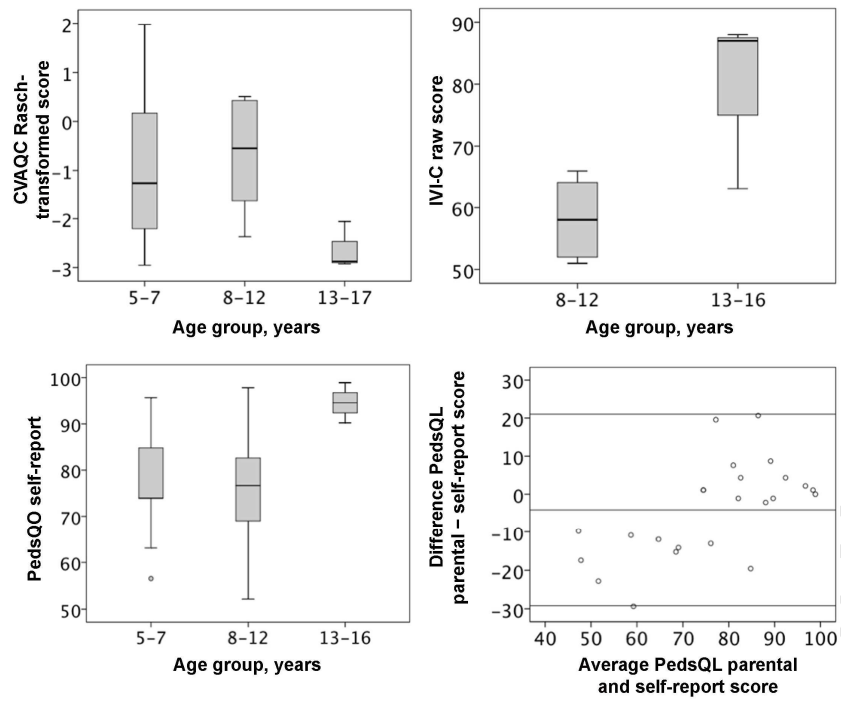 CVAQC Rasch-
transformed score
2
1
0
−1
−2
−3
5−7 8−12 13−17
Age group, years
IVI-C raw score
90
80
70
60
50
8−12 13−16
Age group, years
PedsQO self-report
100
90
80
70
60
50
5−7 8−12 13−16
Age group, years
Difference PedsQL
parental – self-report score
30
20
10
0
−10
−20
−30
40 50 60 70 80 90 100
Average PedsQL parental
and self-report score